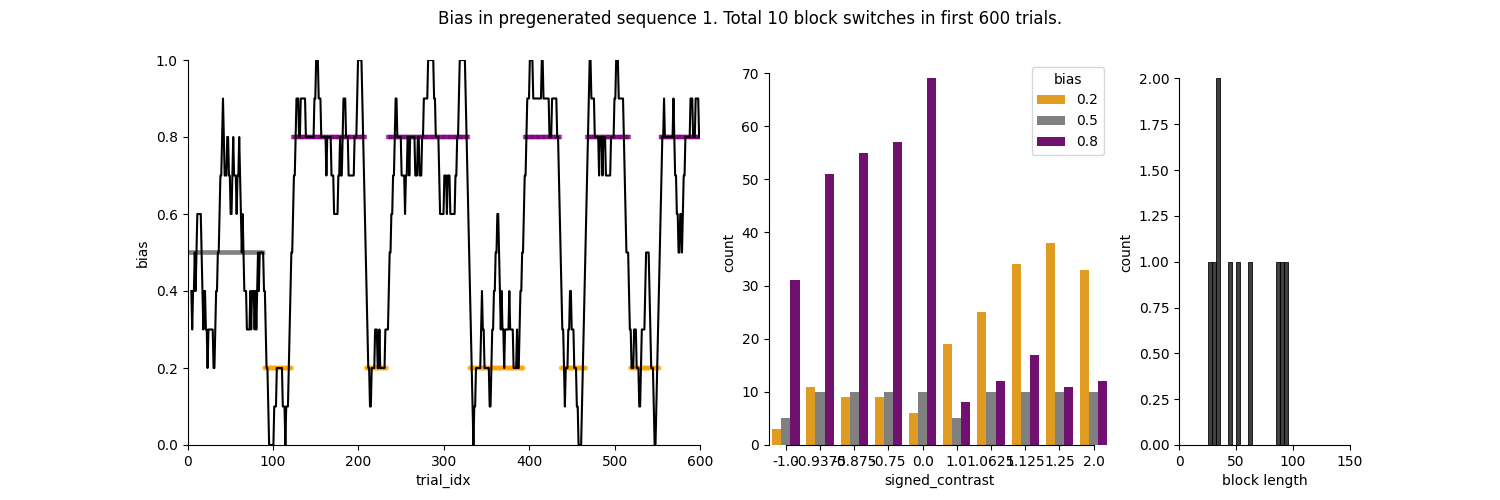 Bias in pregenerated sequence 1. Total 10 block switches in first 600 trials.
bias
1.0
0.8
0.6
0.4
0.2
0.0
0 100 200 300 400 500 600
trial_idx
count
70
60
50
40
30
20
10
0
bias
0.2
0.5
0.8
-1.0 -0.9375 -0.875 -0.75 0.0 1.0 1.0625 1.125 1.25 2.0
signed_contrast
count
2.00
1.75
1.50
1.25
1.00
0.75
0.50
0.25
0.00
0 50 100 150
block length